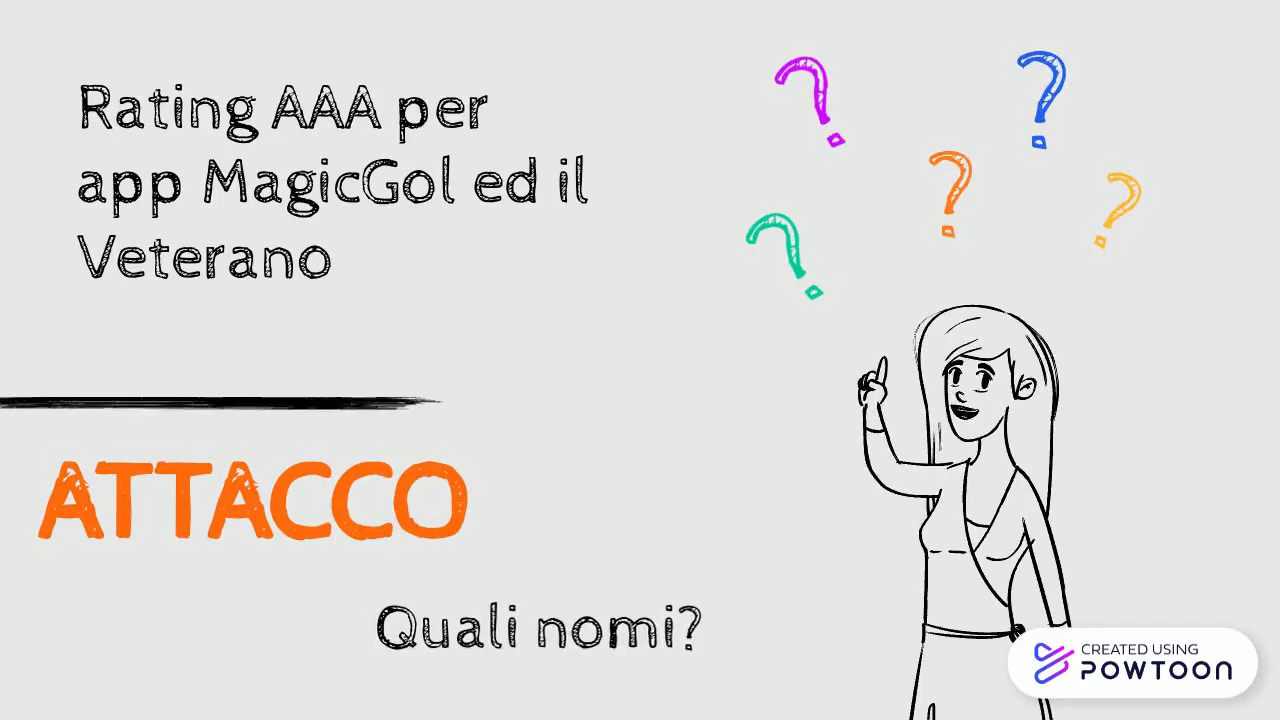 Rating AAA per
app MagicGol ed il
Veterano
ATTACCO
Quali nomi?
CREATED USING
POWTOON